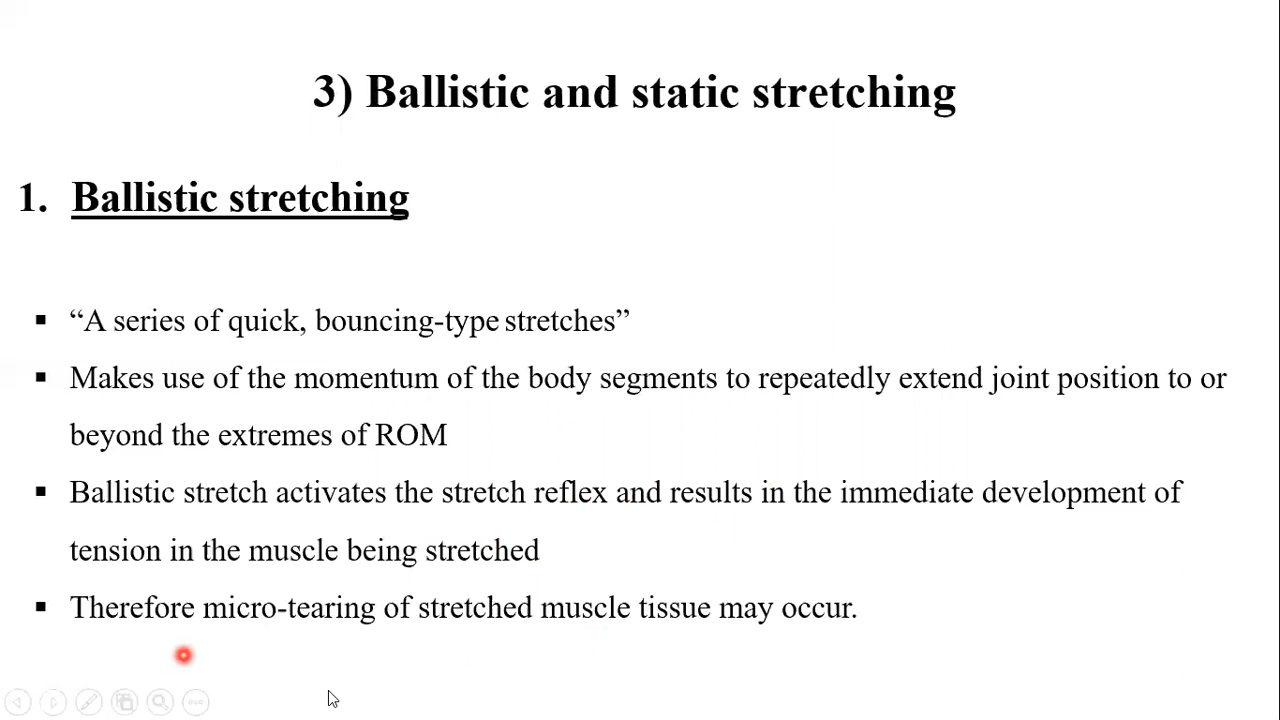 3) Ballistic and static stretching
1. Ballistic stretching
▪ “A series of quick, bouncing-type stretches”
▪ Makes use of the momentum of the body segments to repeatedly extend joint position to or
beyond the extremes of ROM
▪ Ballistic stretch activates the stretch reflex and results in the immediate development of
tension in the muscle being stretched
▪ Therefore micro-tearing of stretched muscle tissue may occur.